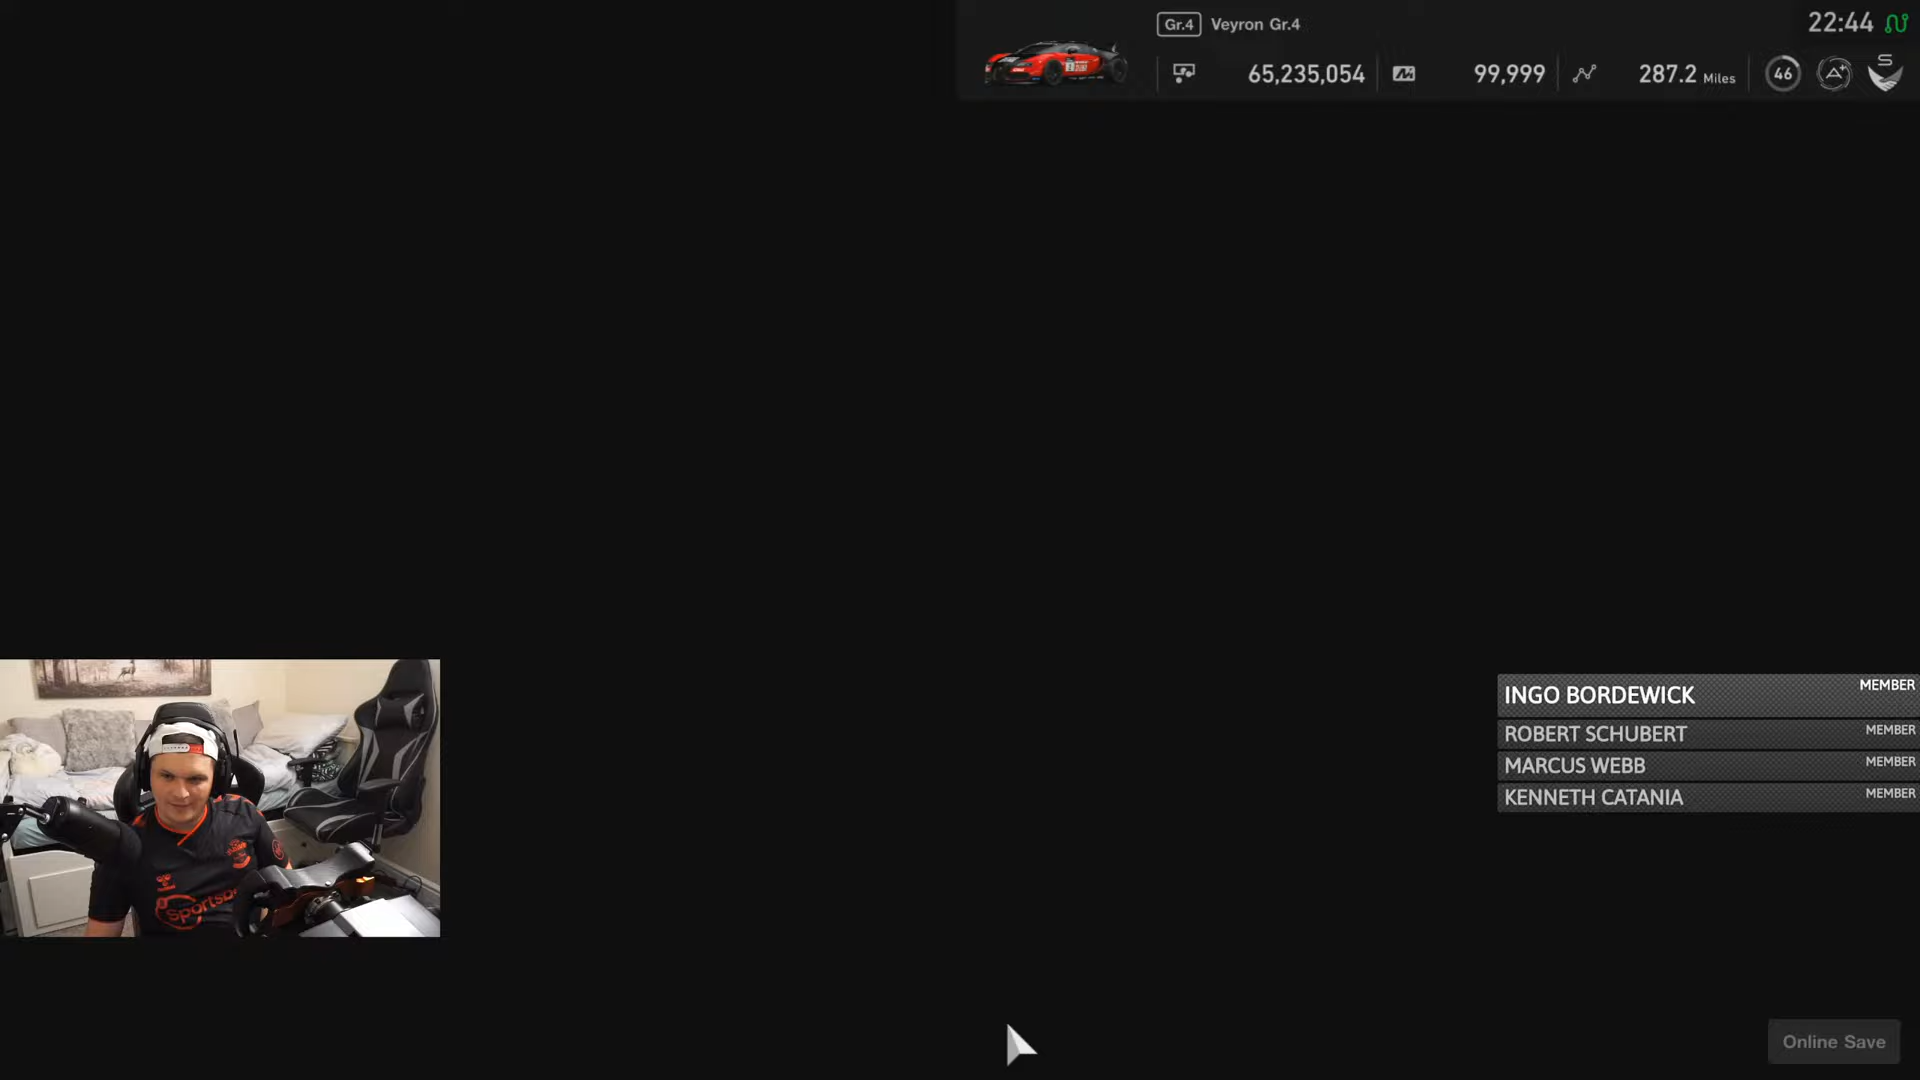 Gr.4 Veyron Gr.4
22:44
65,235,054
99,999
287.2 Miles
46
A+
S
INGO BORDEWICK MEMBER
ROBERT SCHUBERT MEMBER
MARCUS WEBB MEMBER
KENNETH CATANIA MEMBER
Sportsbe
Online Save